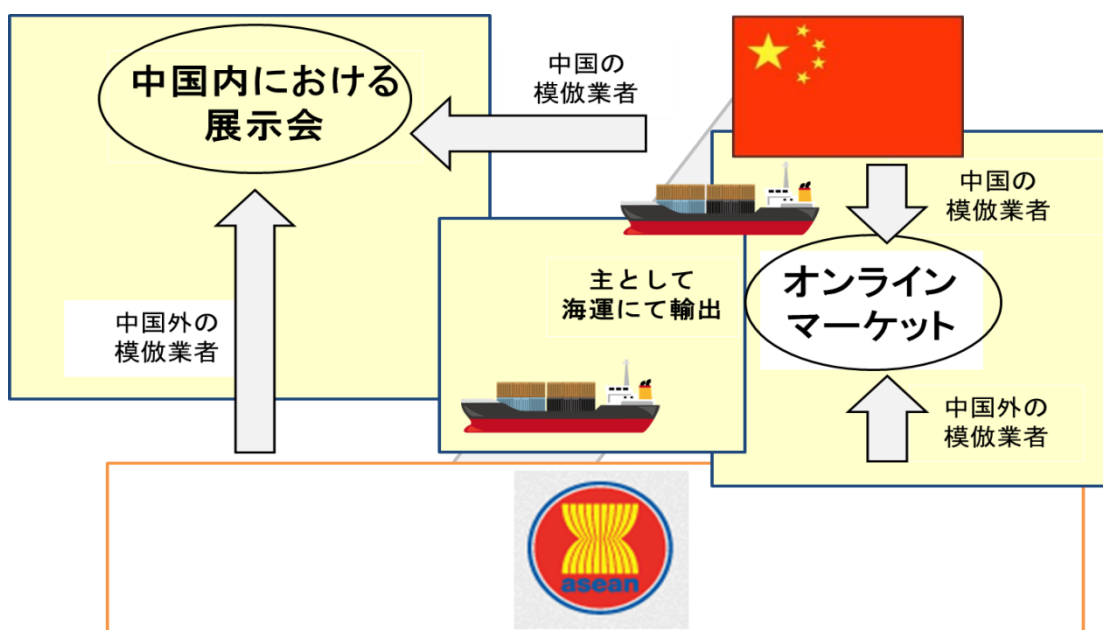 中国内における
展示会
中国の
模倣業者
中国の
模倣業者
主として
海運にて輸出
オンライン
マーケット
中国外の
模倣業者
中国外の
模倣業者
asean